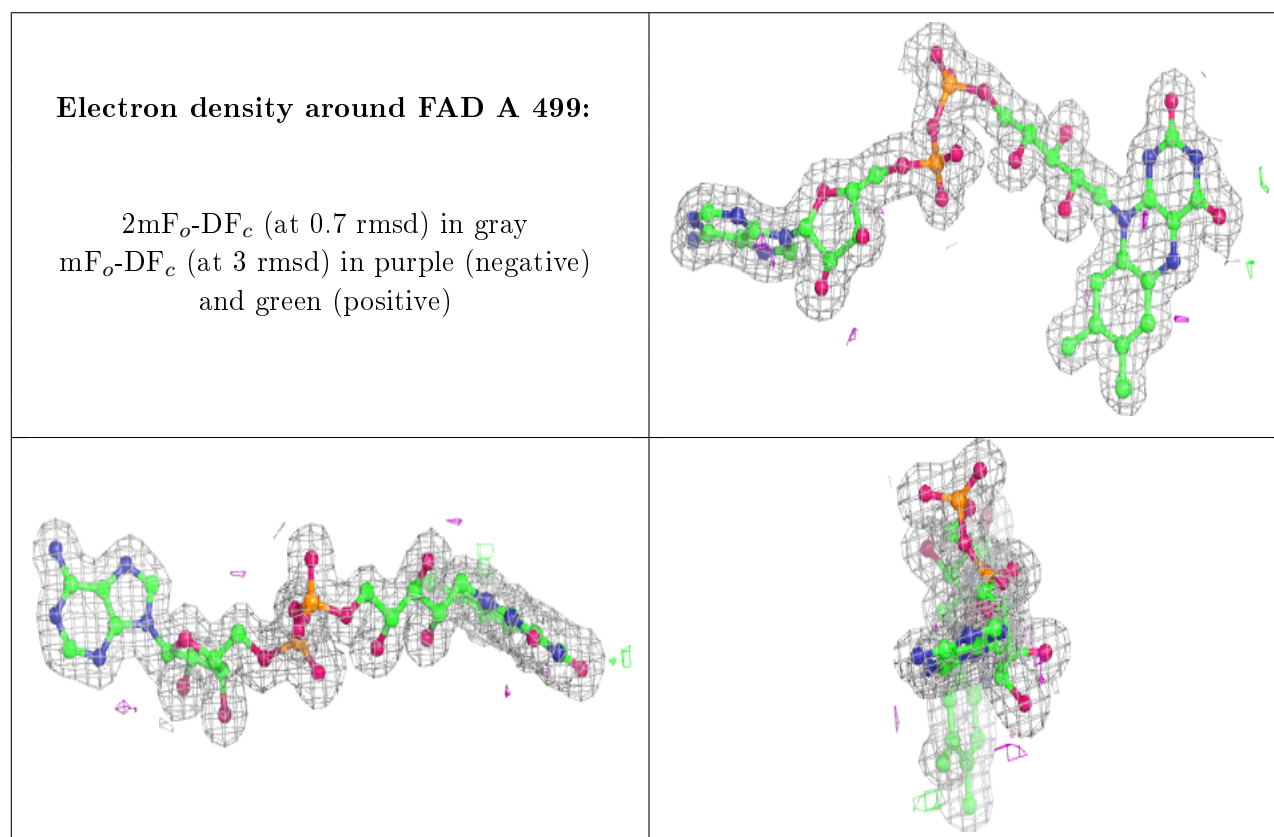 Electron density around FAD A 499:
2mFo-DFc (at 0.7 rmsd) in gray
mFo-DFc (at 3 rmsd) in purple (negative)
and green (positive)